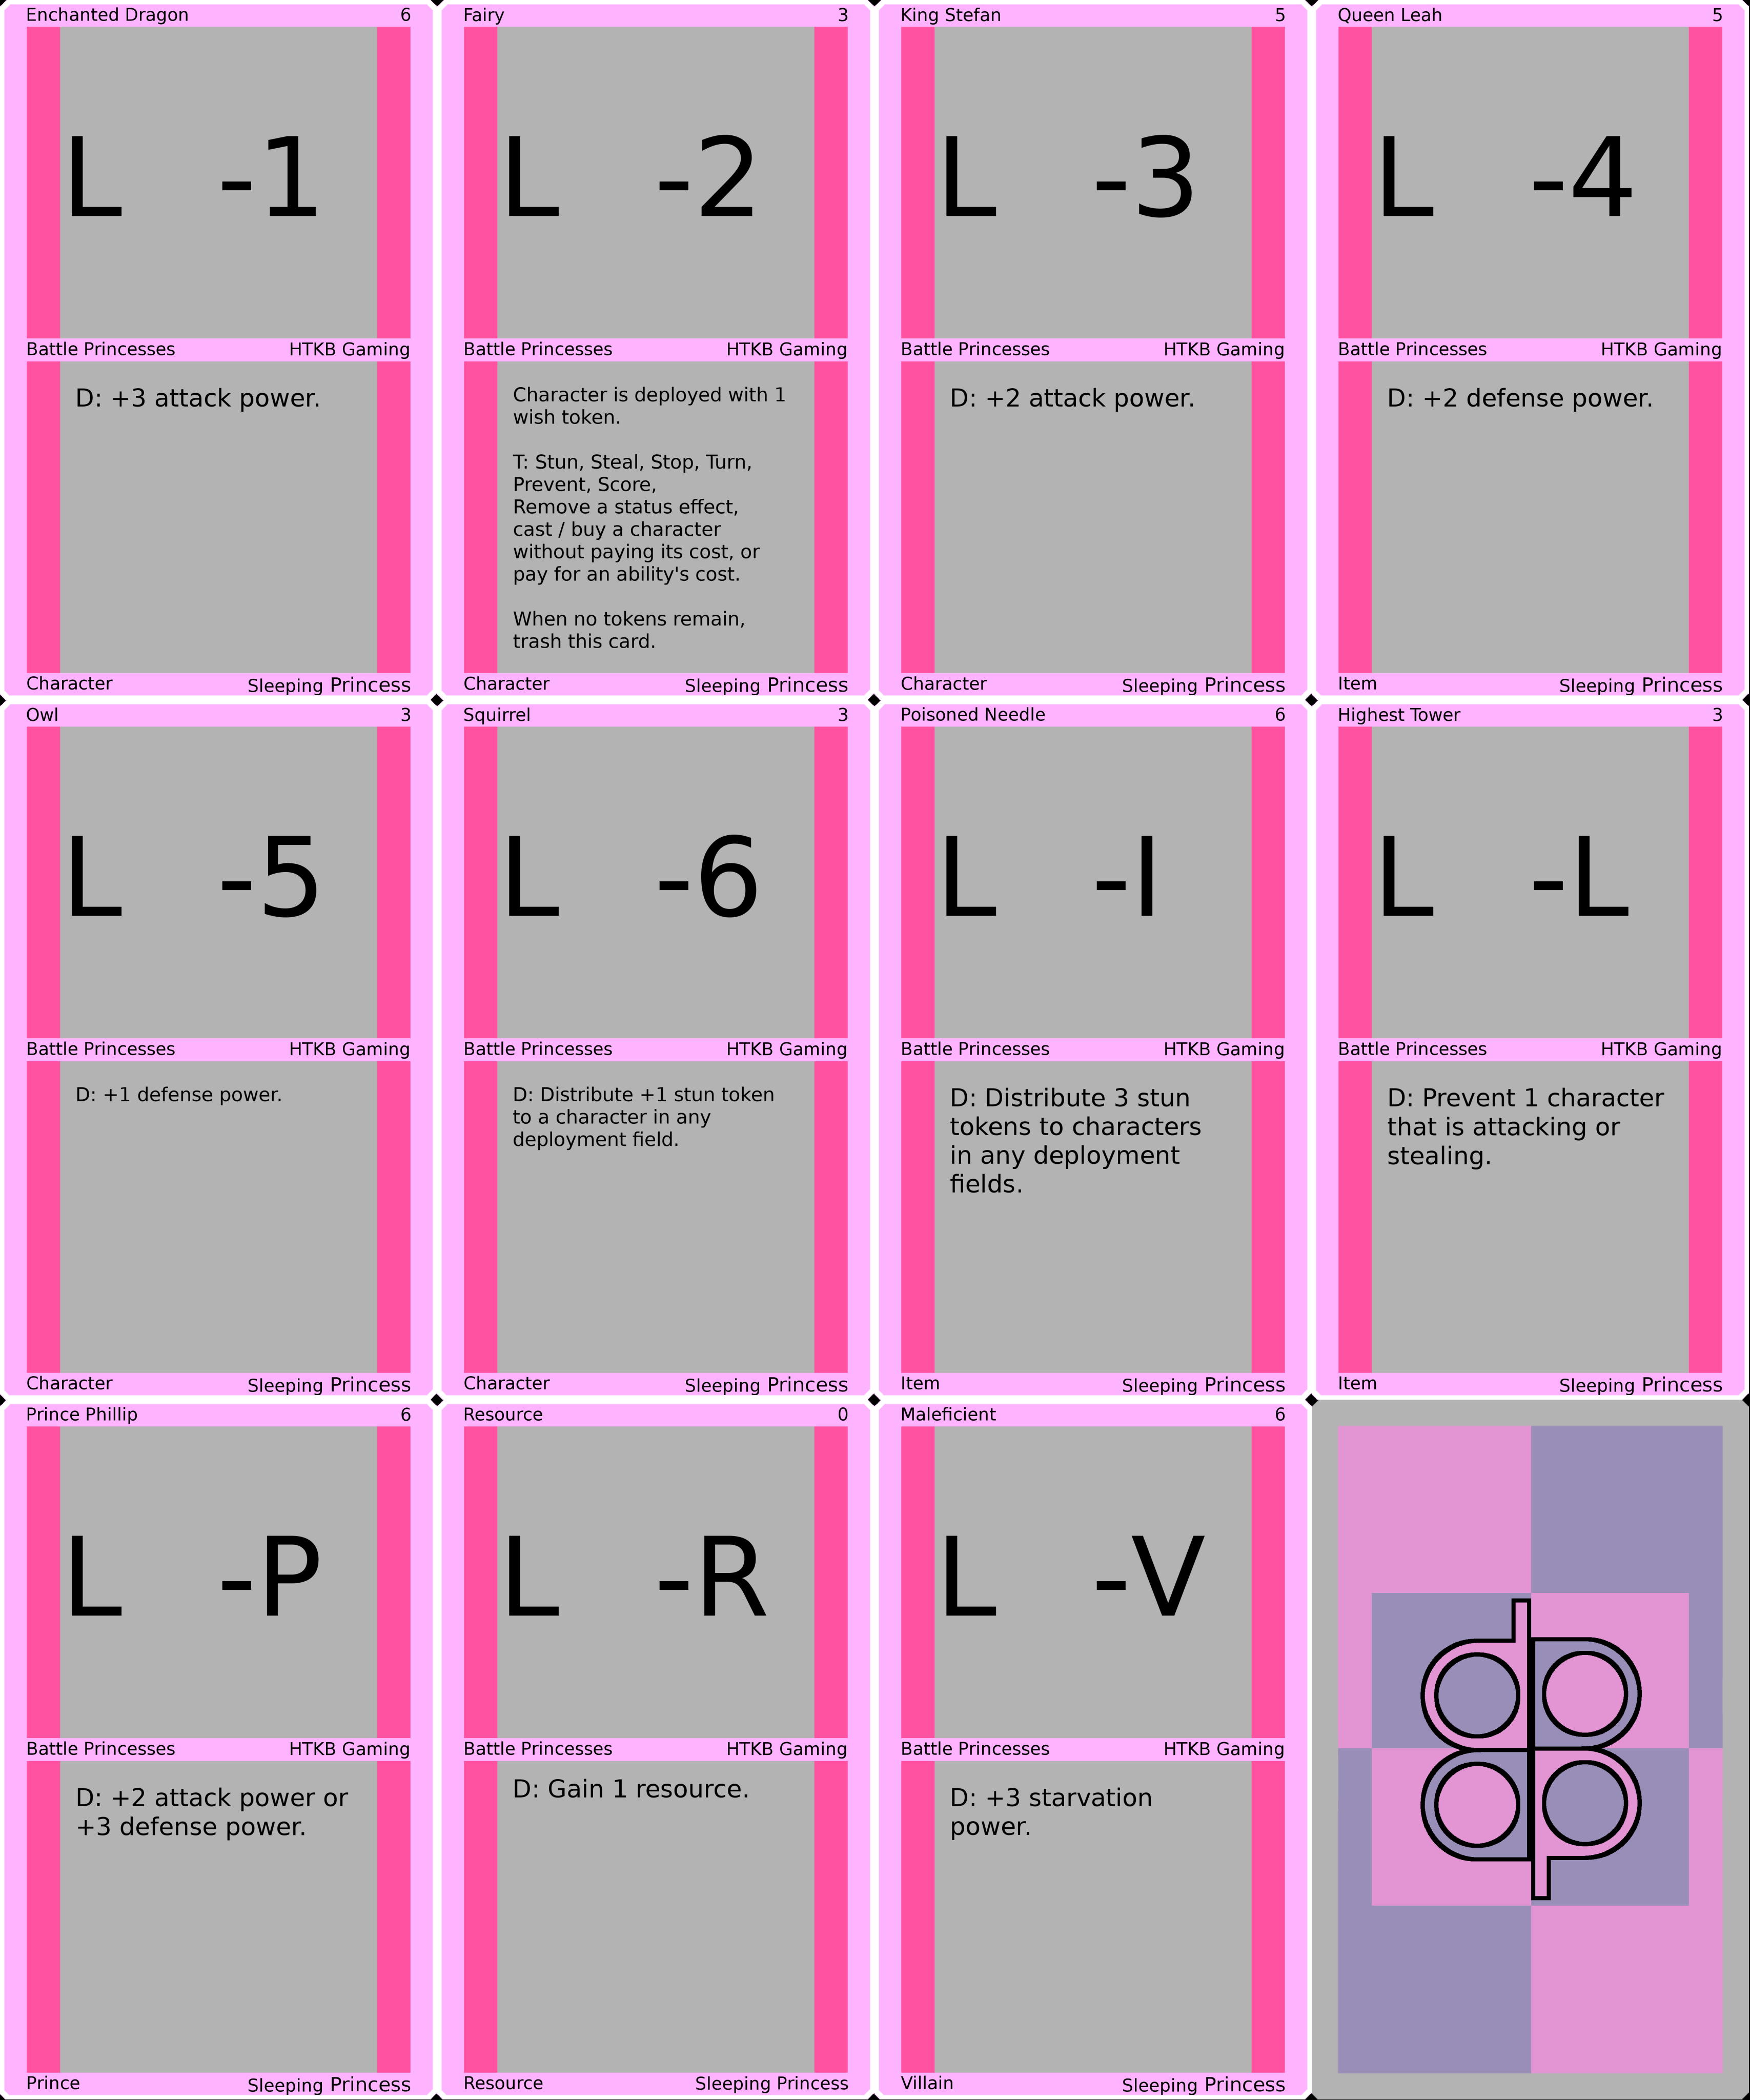 Enchanted Dragon 6
L -1
Battle Princesses HTKB Gaming
D: +3 attack power.
Character Sleeping Princess
Fairy 3
L -2
Battle Princesses HTKB Gaming
Character is deployed with 1
wish token.
T: Stun, Steal, Stop, Turn,
Prevent, Score,
Remove a status effect,
cast / buy a character
without paying its cost, or
pay for an ability's cost.
When no tokens remain,
trash this card.
Character Sleeping Princess
King Stefan 5
L -3
Battle Princesses HTKB Gaming
D: +2 attack power.
Character Sleeping Princess
Queen Leah 5
L -4
Battle Princesses HTKB Gaming
D: +2 defense power.
Item Sleeping Princess
Owl 3
L -5
Battle Princesses HTKB Gaming
D: +1 defense power.
Character Sleeping Princess
Squirrel 3
L -6
Battle Princesses HTKB Gaming
D: Distribute +1 stun token
to a character in any
deployment field.
Character Sleeping Princess
Poisoned Needle 6
L -I
Battle Princesses HTKB Gaming
D: Distribute 3 stun
tokens to characters
in any deployment
fields.
Item Sleeping Princess
Highest Tower 3
L -L
Battle Princesses HTKB Gaming
D: Prevent 1 character
that is attacking or
stealing.
Item Sleeping Princess
Prince Phillip 6
L -P
Battle Princesses HTKB Gaming
D: +2 attack power or
+3 defense power.
Prince Sleeping Princess
Resource 0
L -R
Battle Princesses HTKB Gaming
D: Gain 1 resource.
Resource Sleeping Princess
Maleficient 6
L -V
Battle Princesses HTKB Gaming
D: +3 starvation
power.
Villain Sleeping Princess